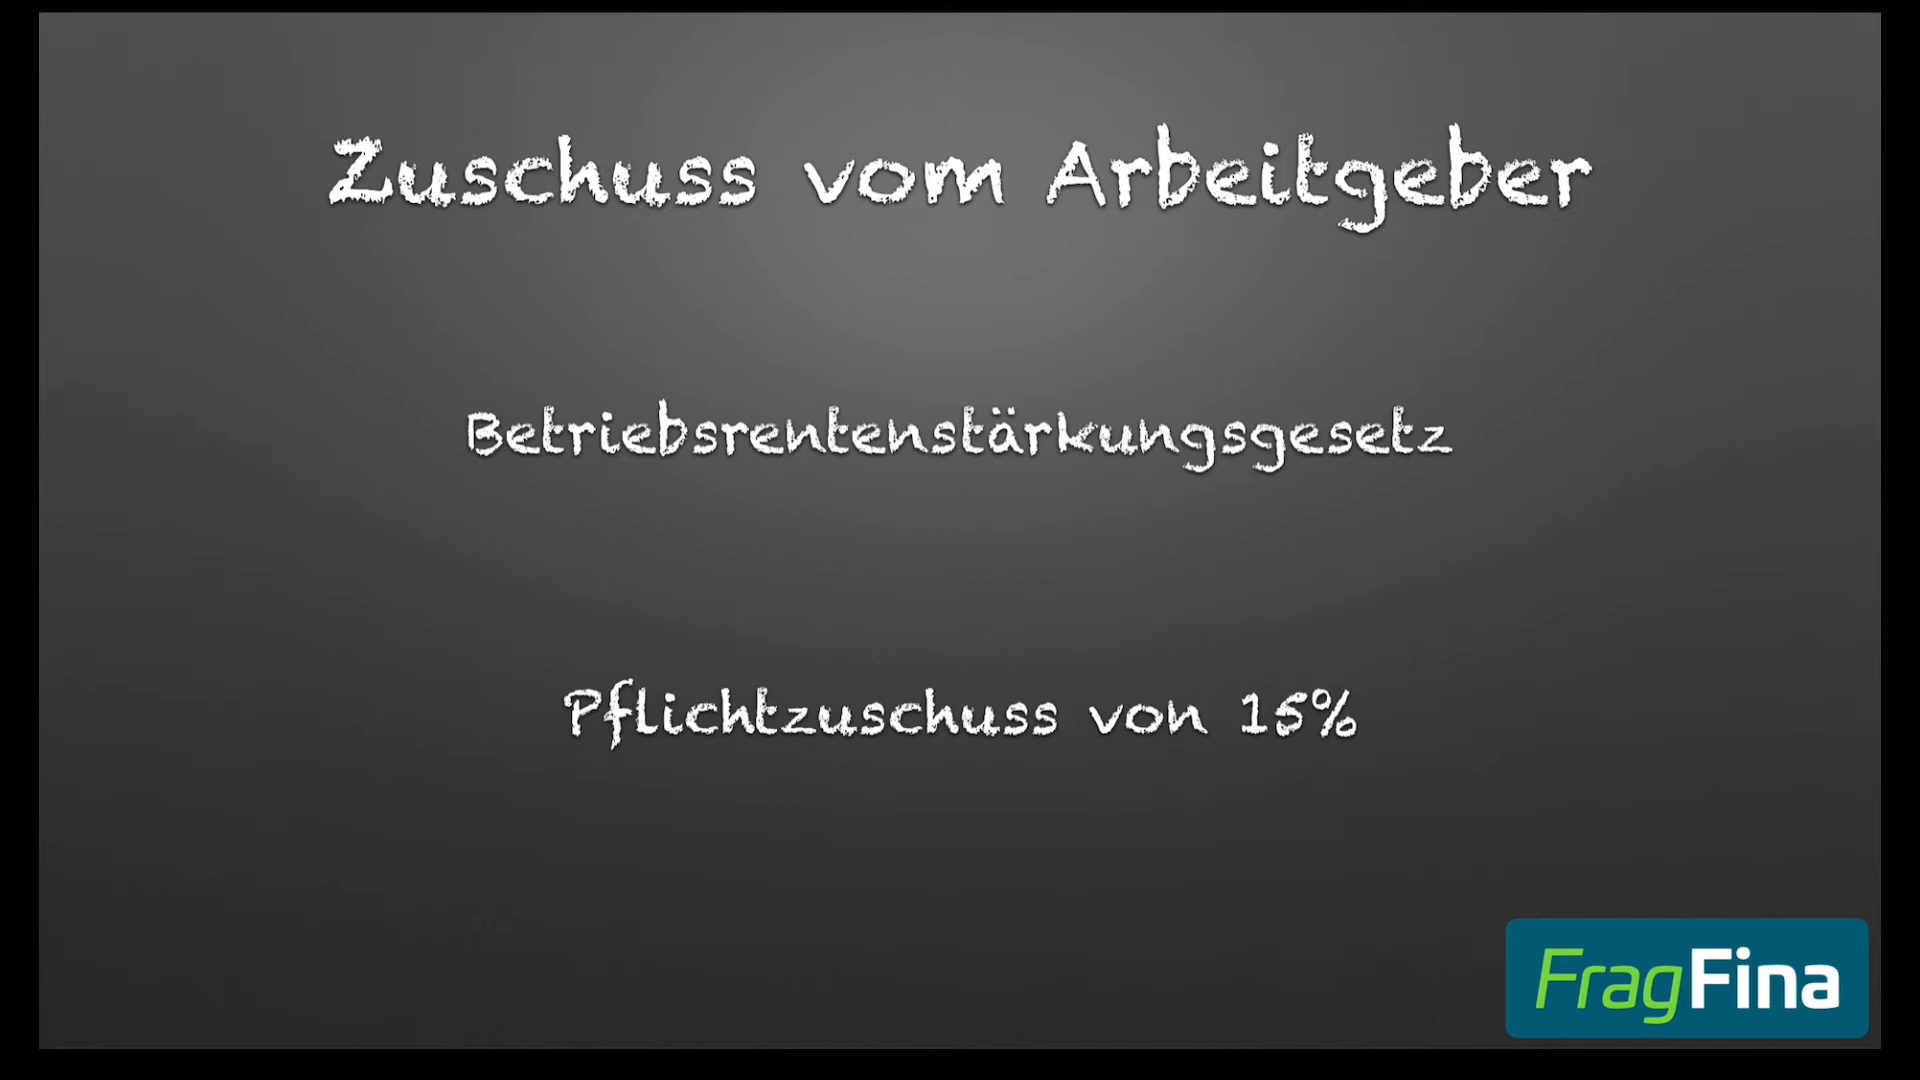 Zuschuss vom Arbeitgeber
Betriebsrentenstärkungsgesetz
Pflichtzuschuss von 15%
FragFina